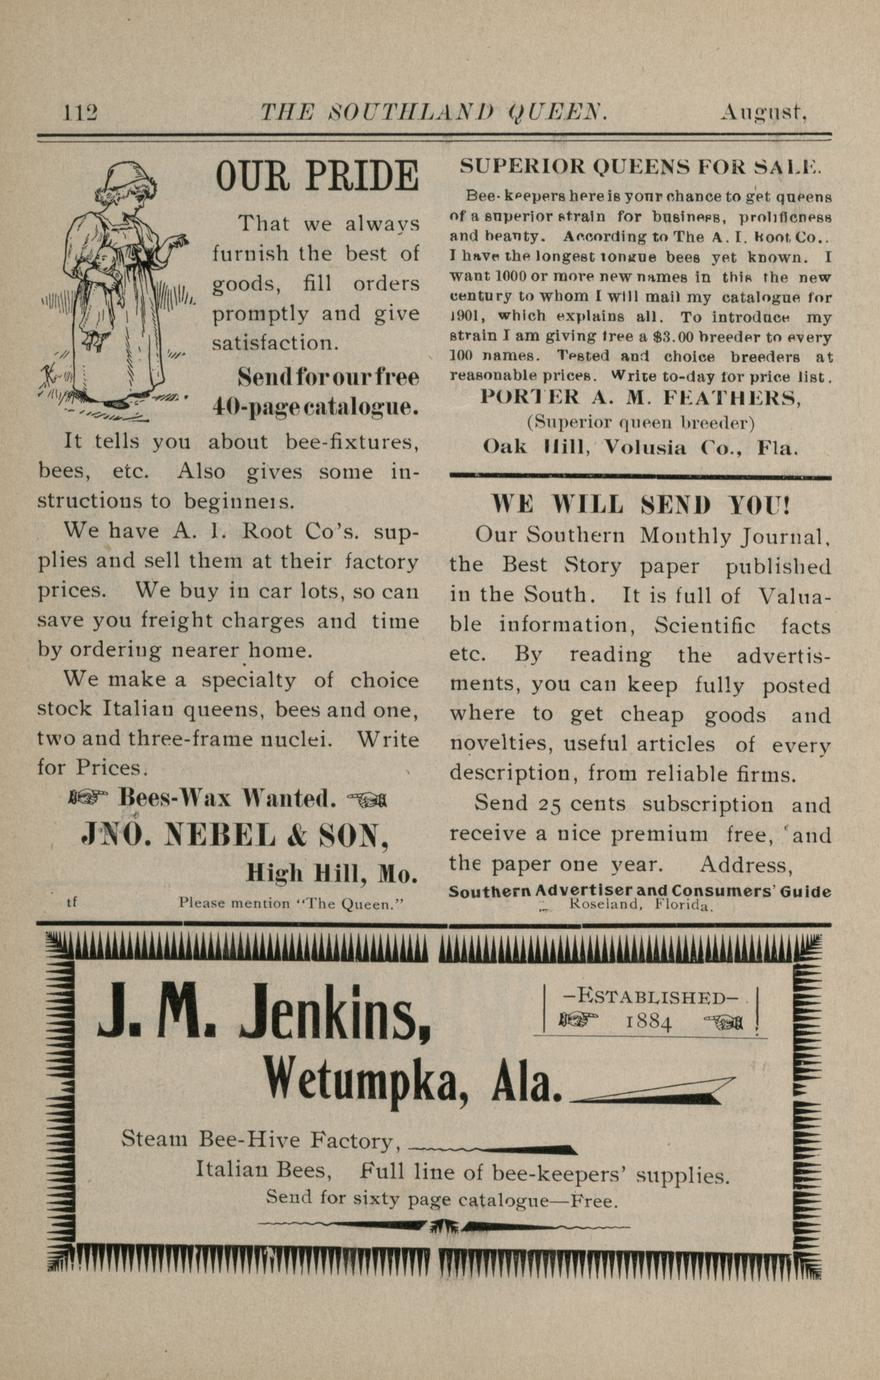 112
THE SOUTHLAND QUEEN.
August,
OUR PRIDE
That we always
furnish the best of
goods, fill orders
promptly and give
satisfaction.
Send for our free
40-page catalogue.
It tells you about bee-fixtures,
bees, etc. Also gives some in-
structions to beginners.
We have A. I. Root Co's. sup-
plies and sell them at their factory
prices. We buy in car lots, so can
save you freight charges and time
by ordering nearer home.
We make a specialty of choice
stock Italian queens, bees and one,
two and three-frame nuclei. Write
for Prices.
☞ Bees-Wax Wanted. ☜
JNO. NEBEL & SON,
High Hill, Mo.
tf Please mention "The Queen."
SUPERIOR QUEENS FOR SALE.
Bee-keepers here is your chance to get queens
of a superior strain for business, prolificness
and beauty. According to The A. I. Root Co..
I have the longest tongue bees yet known. I
want 1000 or more new names in this the new
century to whom I will mail my catalogue for
1901, which explains all. To introduce my
strain I am giving free a $3.00 breeder to every
100 names. Tested and choice breeders at
reasonable prices. Write to-day for price list.
PORTER A. M. FEATHERS,
(Superior queen breeder)
Oak Hill, Volusia Co., Fla.
WE WILL SEND YOU!
Our Southern Monthly Journal,
the Best Story paper published
in the South. It is full of Valua-
ble information, Scientific facts
etc. By reading the advertis-
ments, you can keep fully posted
where to get cheap goods and
novelties, useful articles of every
description, from reliable firms.
Send 25 cents subscription and
receive a nice premium free, and
the paper one year. Address,
Southern Advertiser and Consumers' Guide
Roseland, Florida.
J. M. Jenkins,
–ESTABLISHED–
☞ 1884 ☜
Wetumpka, Ala.
Steam Bee-Hive Factory,
Italian Bees, Full line of bee-keepers' supplies.
Send for sixty page catalogue—Free.